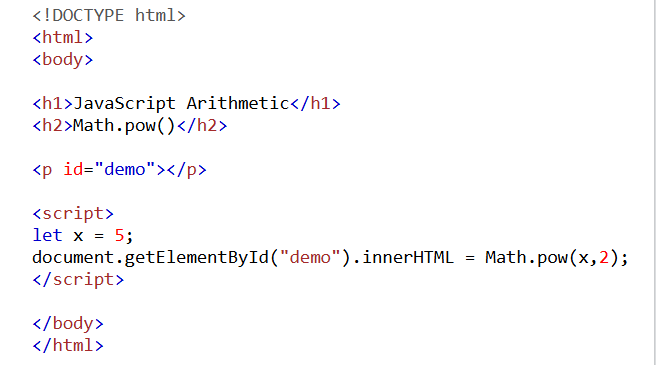 <!DOCTYPE html>
<html>
<body>
<h1>JavaScript Arithmetic</h1>
<h2>Math.pow()</h2>
<p id="demo"></p>
<script>
let x = 5;
document.getElementById("demo").innerHTML = Math.pow(x,2);
</script>
</body>
</html>